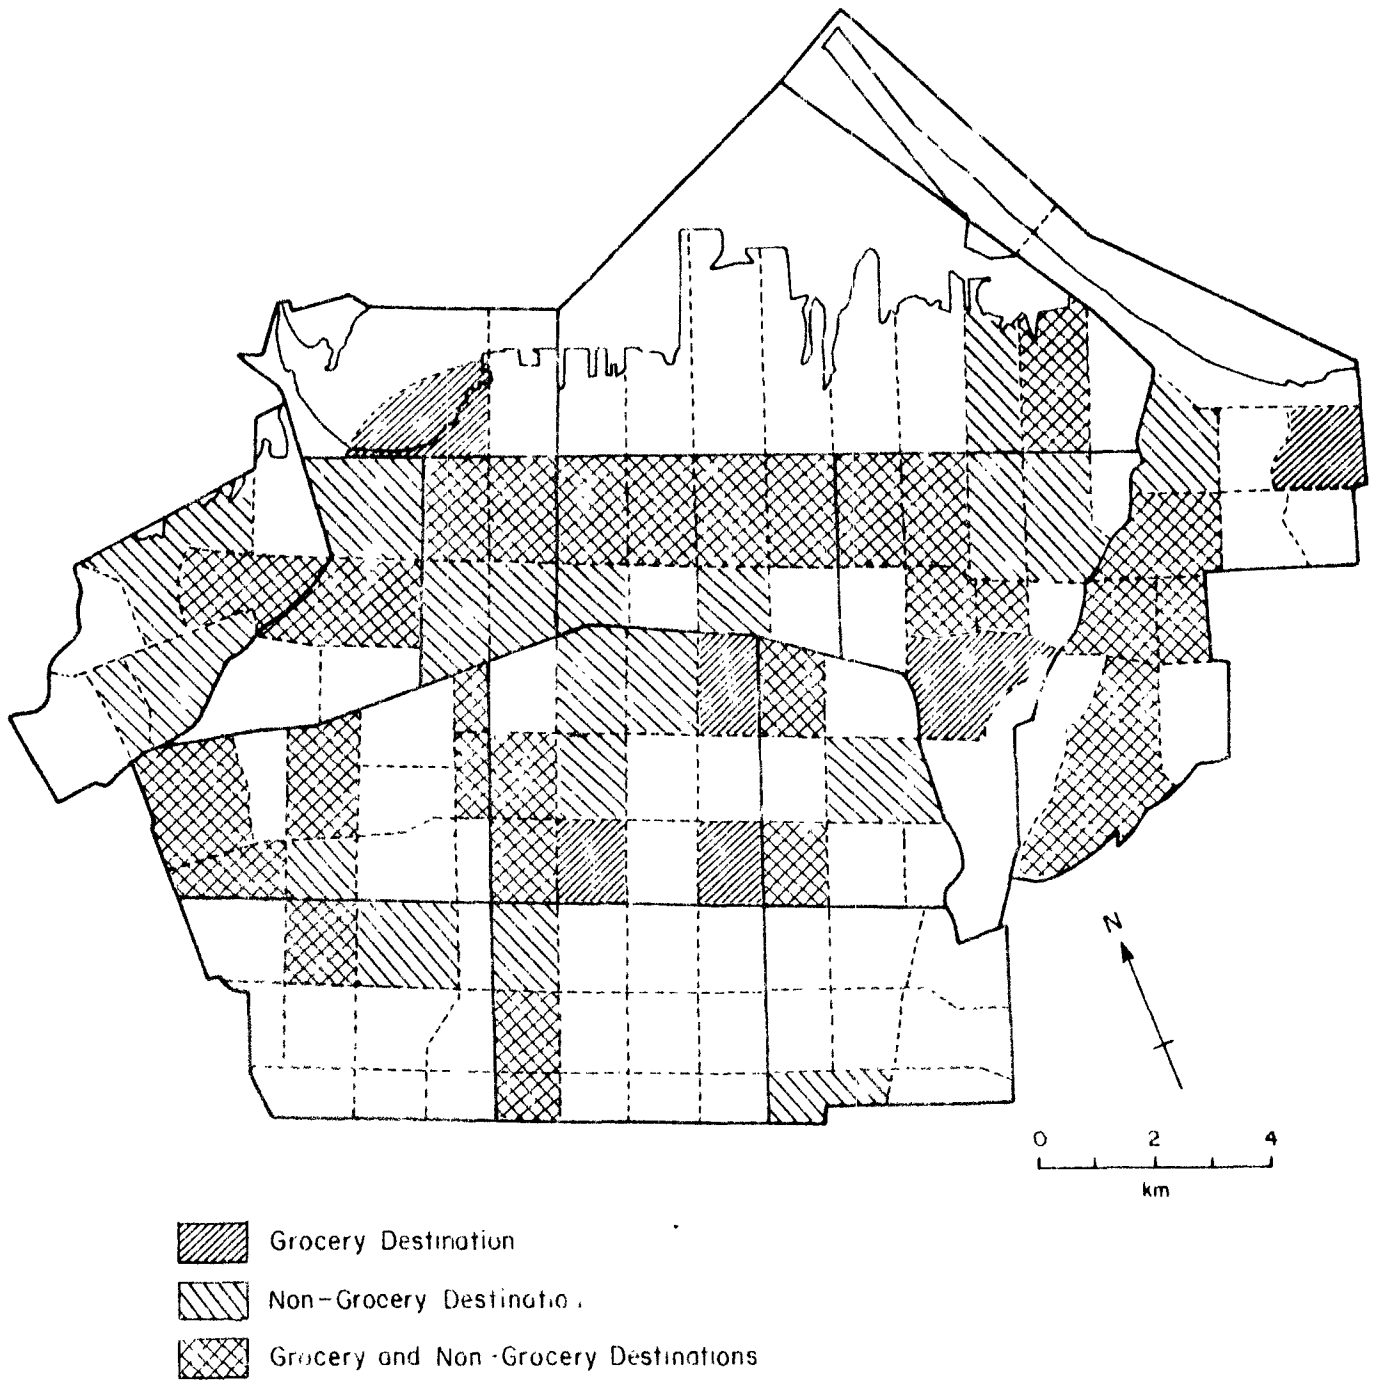 N
0 2 4
km
Grocery Destination
Non-Grocery Destinatio
Grocery and Non-Grocery Destinations